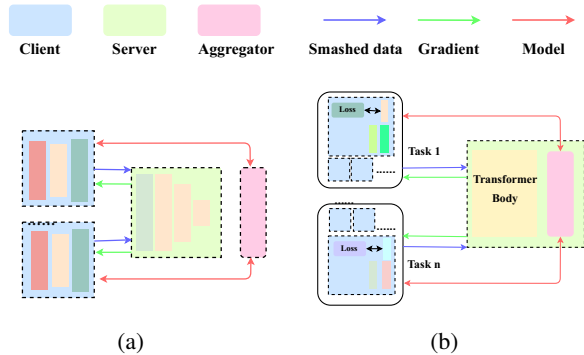 Client Server Aggregator Smashed data Gradient Model
Loss
Task 1
......
Transformer
Body
......
......
......
Loss
Task n
(a) (b)